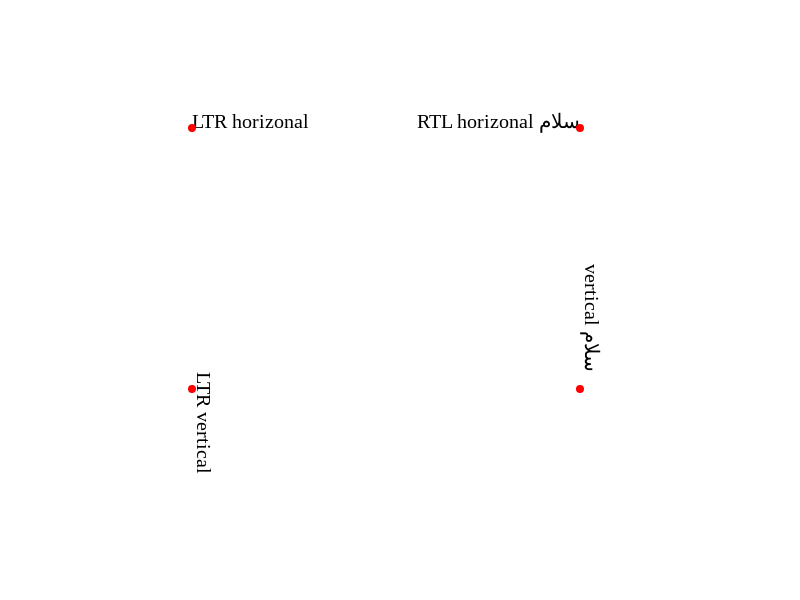 LTR horizonal
RTL horizonal سلام
vertical سلام
LTR vertical